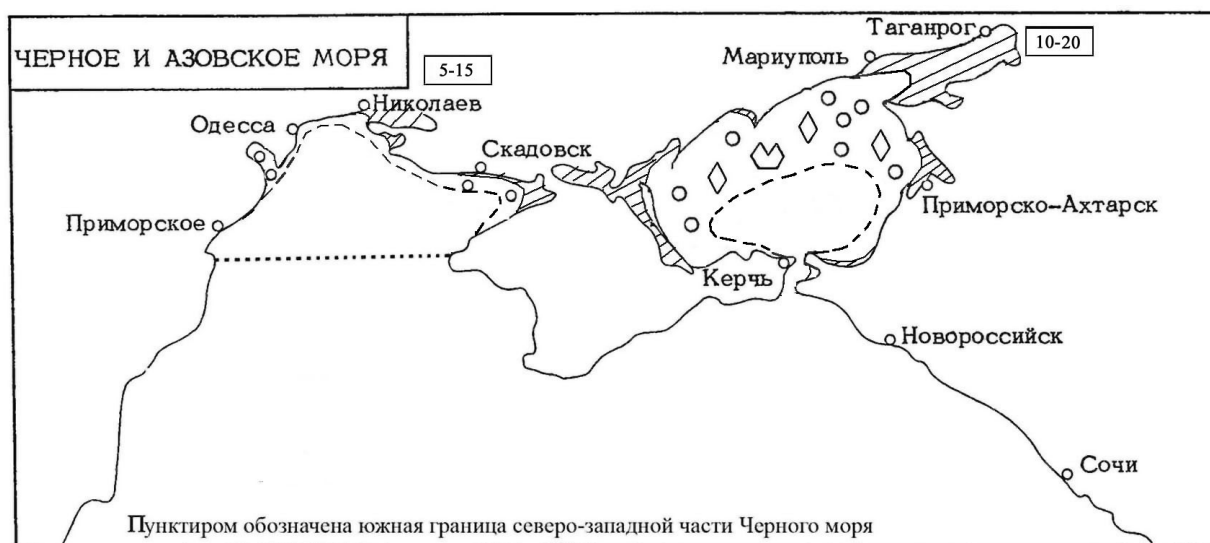 ЧЕРНОЕ И АЗОВСКОЕ МОРЯ
5-15
10-20
Таганрог
Мариуполь
Николаев
Одесса
Скадовск
Приморское
Приморско-Ахтарск
Керчь
Новороссийск
Сочи
Пунктиром обозначена южная граница северо-западной части Черного моря